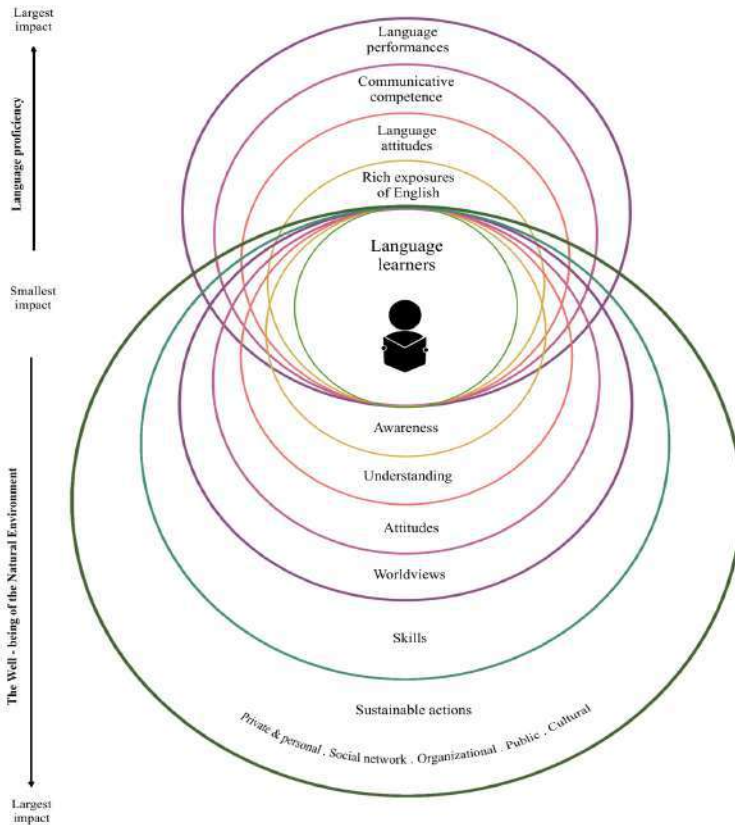 Largest
impact
Language proficiency
Smallest
impact
The Well - being of the Natural Environment
Largest
impact
Language
performances
Communicative
competence
Language
attitudes
Rich exposures
of English
Language
learners
Awareness
Understanding
Attitudes
Worldviews
Skills
Sustainable actions
Private & personal . Social network . Organizational . Public . Cultural